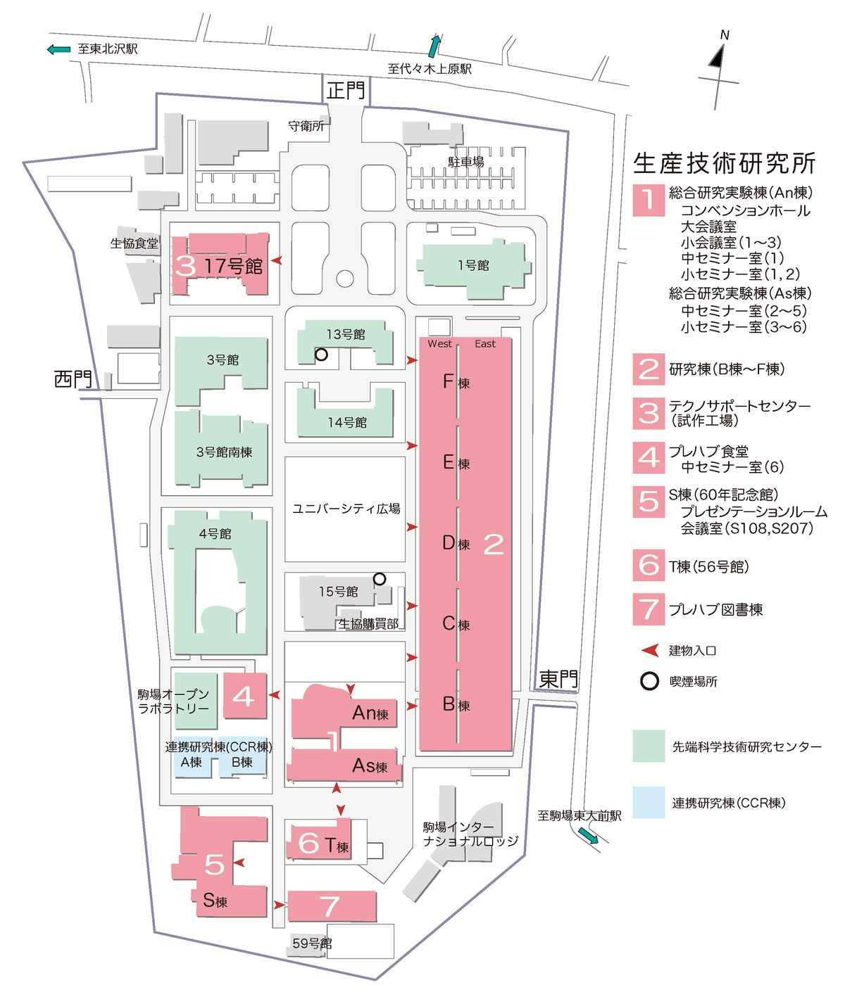 至東北沢駅
至代々木上原駅
N
正門
守衛所
駐車場
生協食堂
3 17号館
1号館
13号館
West East
F棟
3号館
西門
14号館
3号館南棟
E棟
ユニバーシティ広場
4号館
D棟 2
15号館
生協購買部
C棟
東門
駒場オープン
ラボラトリー
4
An棟
B棟
1
連携研究棟(CCR棟)
A棟 B棟
As棟
至駒場東大前駅
駒場インター
ナショナルロッジ
6 T棟
5
S棟
7
59号館
生産技術研究所
1 総合研究実験棟(An棟)
コンベンションホール
大会議室
小会議室(1〜3)
中セミナー室(1)
小セミナー室(1, 2)
総合研究実験棟(As棟)
中セミナー室(2〜5)
小セミナー室(3〜6)
2 研究棟(B棟〜F棟)
3 テクノサポートセンター
(試作工場)
4 プレハブ食堂
中セミナー室(6)
5 S棟(60年記念館)
プレゼンテーションルーム
会議室(S108,S207)
6 T棟(56号館)
7 プレハブ図書棟
建物入口
喫煙場所
先端科学技術研究センター
連携研究棟(CCR棟)